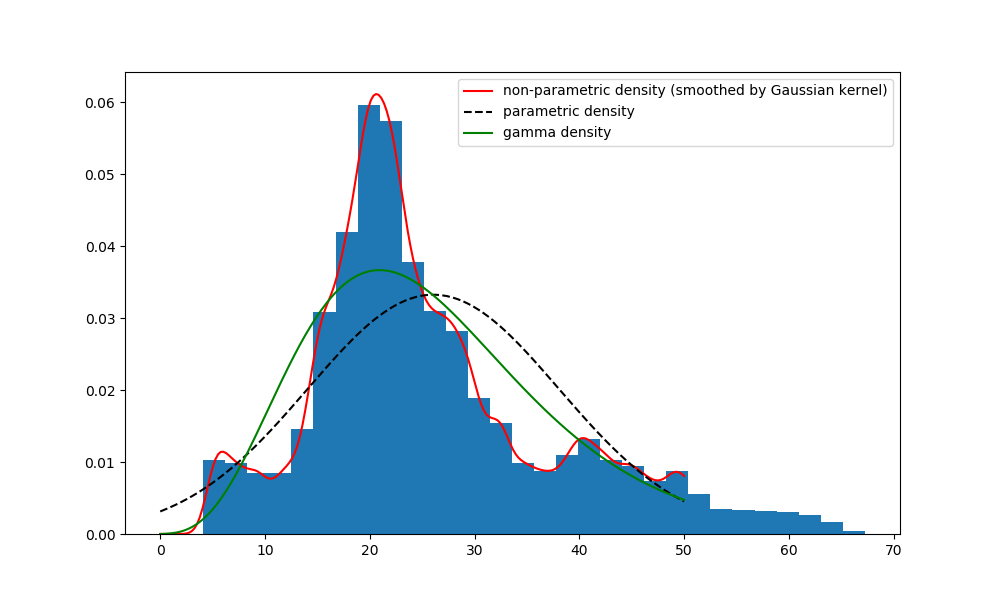 non-parametric density (smoothed by Gaussian kernel)
parametric density
gamma density
0.06
0.05
0.04
0.03
0.02
0.01
0.00
0 10 20 30 40 50 60 70